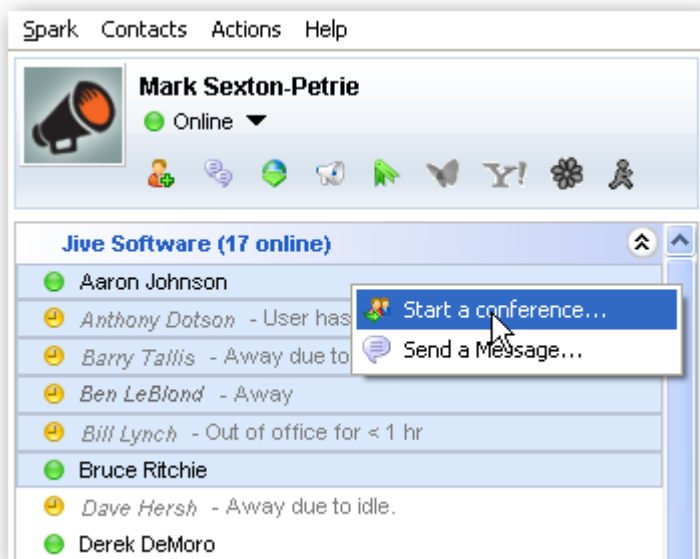 Spark Contacts Actions Help
Mark Sexton-Petrie
Online
Y!
Jive Software (17 online)
Aaron Johnson
Start a conference...
Anthony Dotson - User has
Barry Tallis - Away due to
Send a Message...
Ben LeBlond - Away
Bill Lynch - Out of office for < 1 hr
Bruce Ritchie
Dave Hersh - Away due to idle.
Derek DeMoro